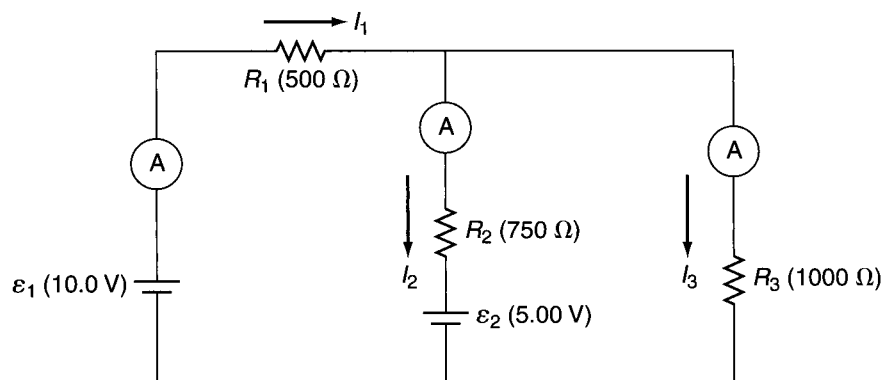 I₁
R₁ (500 Ω)
A
A
A
R₂ (750 Ω)
I₂
I₃
R₃ (1000 Ω)
ε₁ (10.0 V)
ε₂ (5.00 V)